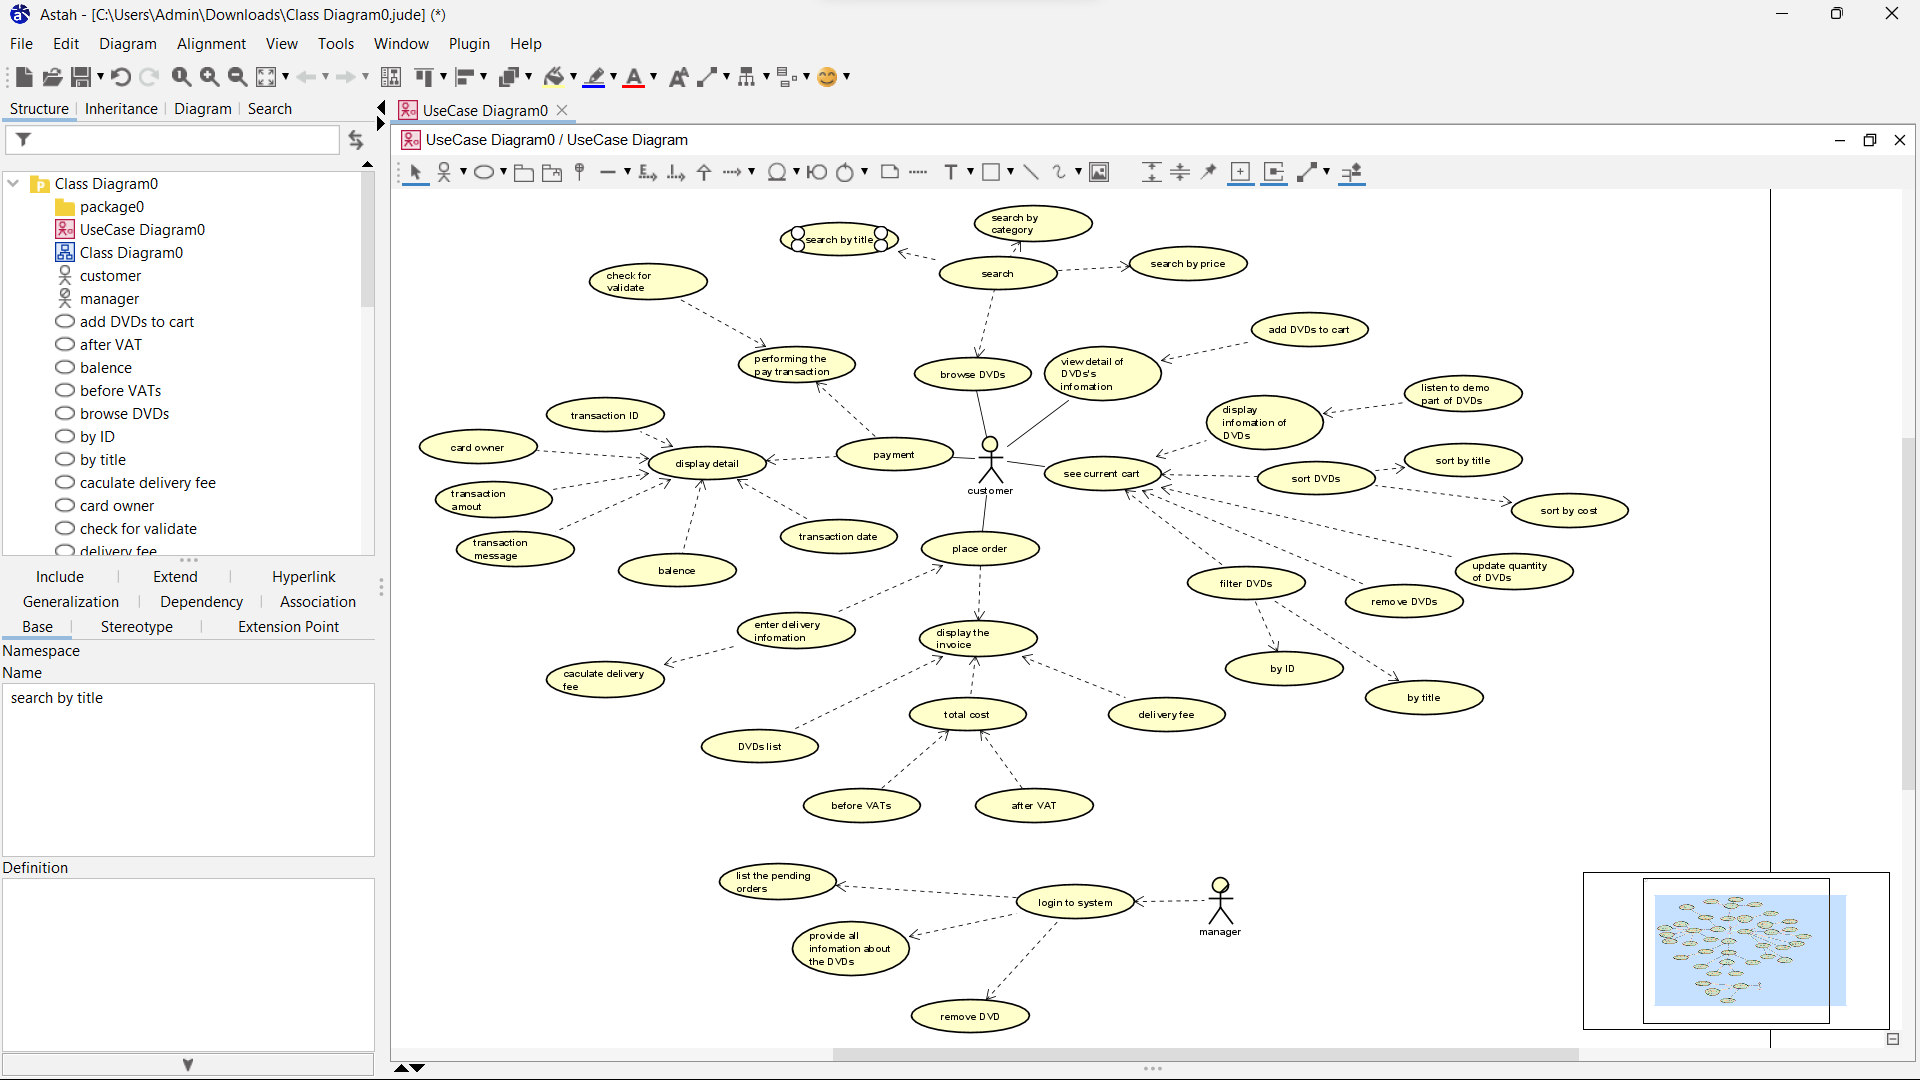 Astah - [C:\Users\Admin\Downloads\Class Diagram0.jude] (*)
File Edit Diagram Alignment View Tools Window Plugin Help
Structure Inheritance Diagram Search
UseCase Diagram0
UseCase Diagram0 / UseCase Diagram
Class Diagram0
package0
UseCase Diagram0
Class Diagram0
customer
manager
add DVDs to cart
after VAT
balence
before VATs
browse DVDs
by ID
by title
caculate delivery fee
card owner
check for validate
delivery fee
Include Extend Hyperlink
Generalization Dependency Association
Base Stereotype Extension Point
Namespace
Name
search by title
Definition
search by title
search by
category
search
search by price
check for
validate
add DVDs to cart
performing the
pay transaction
browse DVDs
view detail of
DVDs's
infomation
listen to demo
part of DVDs
display
infomation of
DVDs
transaction ID
card owner
display detail
payment
customer
see current cart
sort DVDs
sort by title
transaction
amout
sort by cost
transaction
message
transaction date
place order
balence
filter DVDs
update quantity
of DVDs
remove DVDs
enter delivery
infomation
display the
invoice
by ID
caculate delivery
fee
by title
total cost
delivery fee
DVDs list
before VATs
after VAT
list the pending
orders
login to system
manager
provide all
infomation about
the DVDs
remove DVD